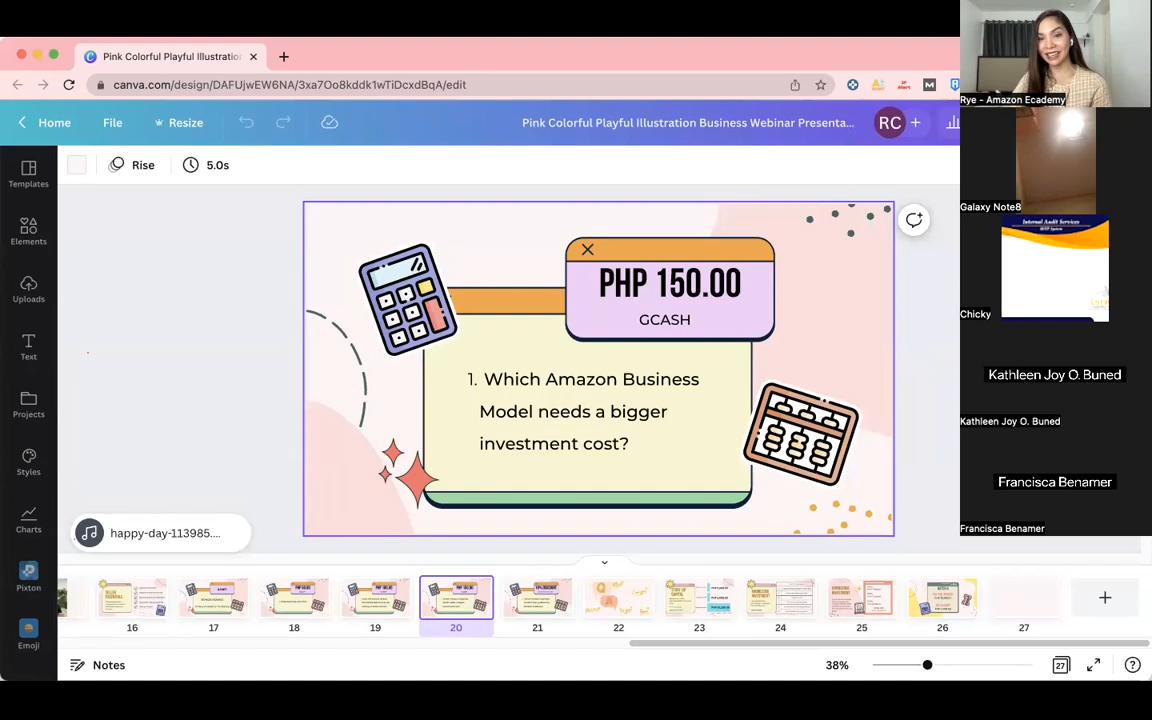 Pink Colorful Playful Illustratio
canva.com/design/DAFUjwEW6NA/3xa7Oo8kddk1wTiDcxdBqA/edit
Home
File
Resize
Pink Colorful Playful Illustration Business Webinar Presenta...
RC
Rise
5.0s
Templates
Elements
Uploads
Text
Projects
Styles
Charts
Pixton
Emoji
PHP 150.00
GCASH
1. Which Amazon Business
Model needs a bigger
investment cost?
happy-day-113985....
16
17
18
19
20
21
22
23
24
25
26
27
Notes
38%
27
Rye - Amazon Ecademy
Galaxy Note8
Internal Audit Services
Chicky
Kathleen Joy O. Buned
Kathleen Joy O. Buned
Francisca Benamer
Francisca Benamer